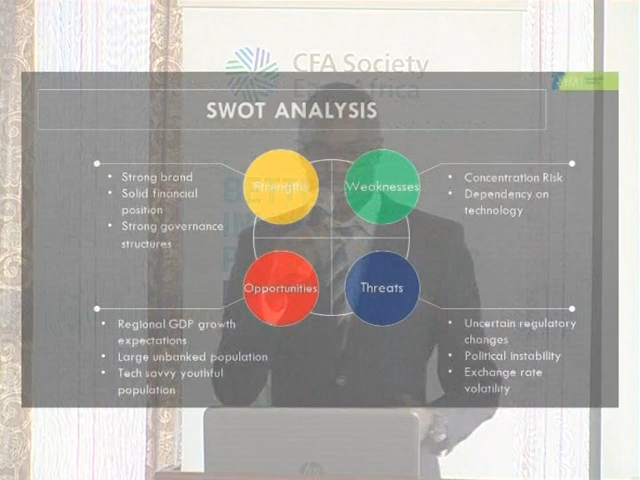 CFA Society
East Africa
SWOT ANALYSIS
Strengths
Weaknesses
Opportunities
Threats
• Strong brand
• Solid financial
position
• Strong governance
structures
• Concentration Risk
• Dependency on
technology
• Regional GDP growth
expectations
• Large unbanked population
• Tech savvy youthful
population
• Uncertain regulatory
changes
• Political instability
• Exchange rate
volatility
hp